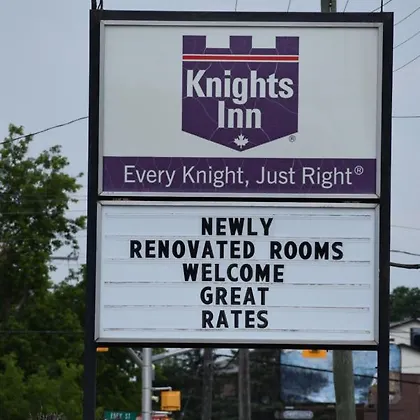 Knights
Inn®
Every Knight, Just Right®
NEWLY
RENOVATED ROOMS
WELCOME
GREAT
RATES